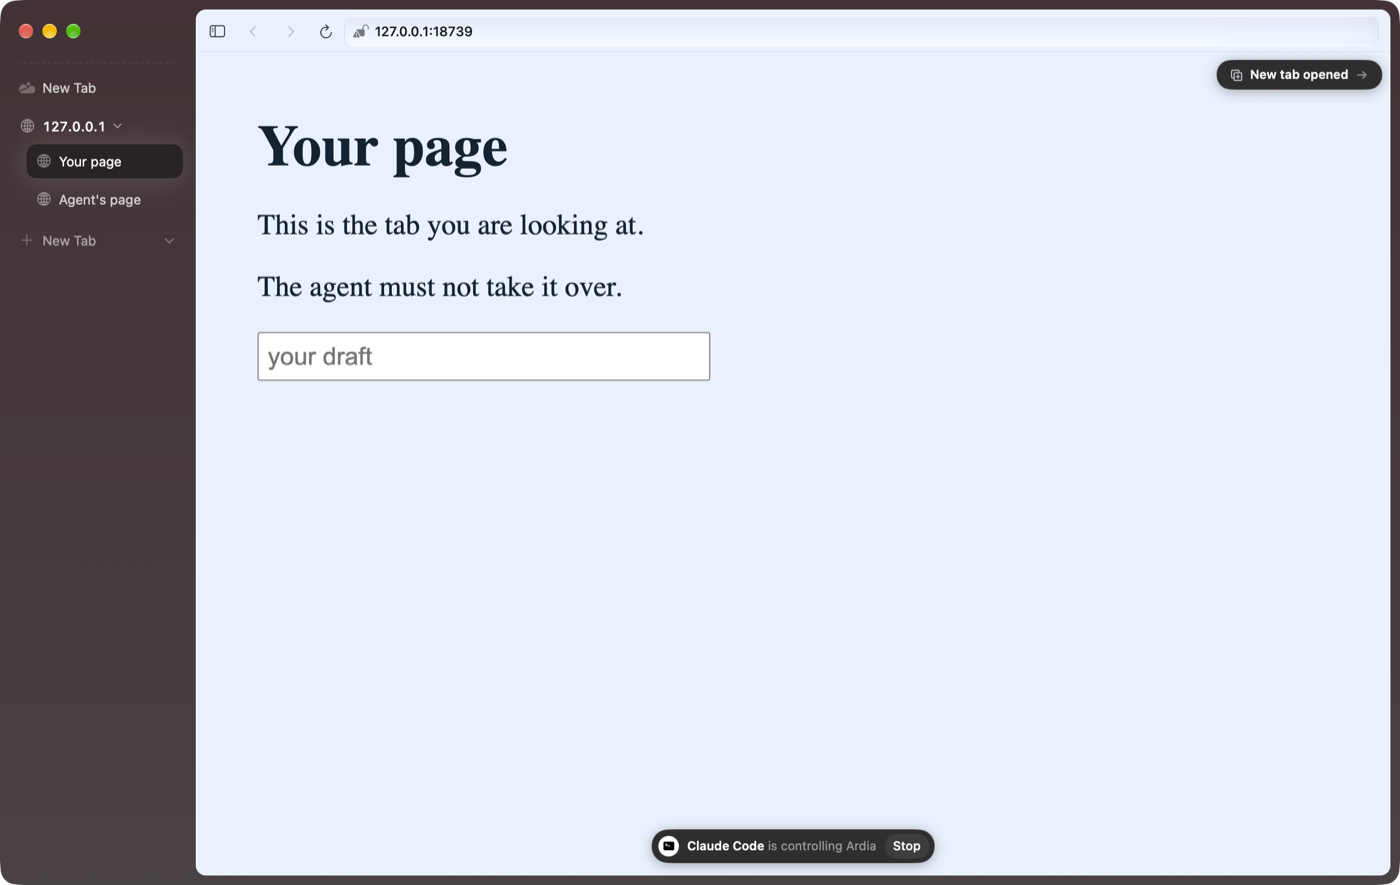 127.0.0.1:18739
New Tab
127.0.0.1
Your page
Agent's page
New Tab
New tab opened
Your page
This is the tab you are looking at.
The agent must not take it over.
your draft
Claude Code is controlling Ardia Stop